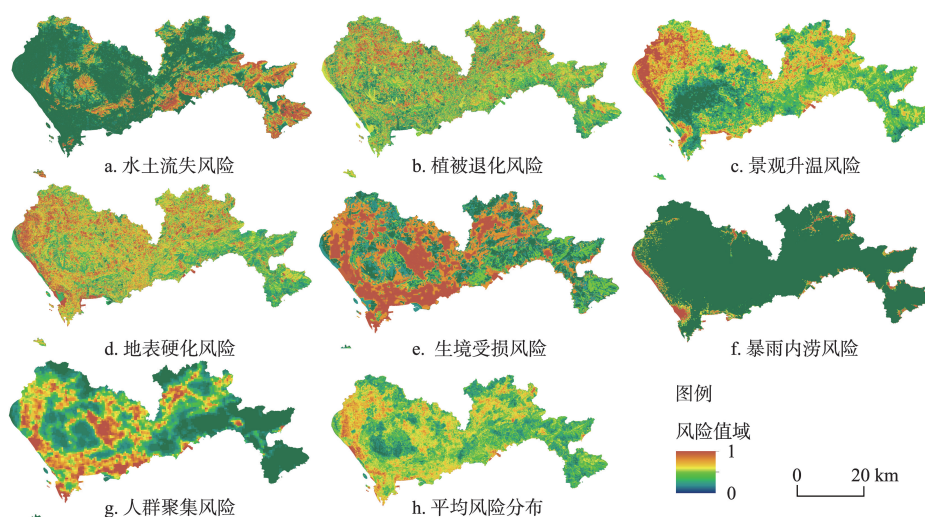 a. 水土流失风险
b. 植被退化风险
c. 景观升温风险
d. 地表硬化风险
e. 生境受损风险
f. 暴雨内涝风险
图例
风险值域
1
0
0 20 km
g. 人群聚集风险
h. 平均风险分布